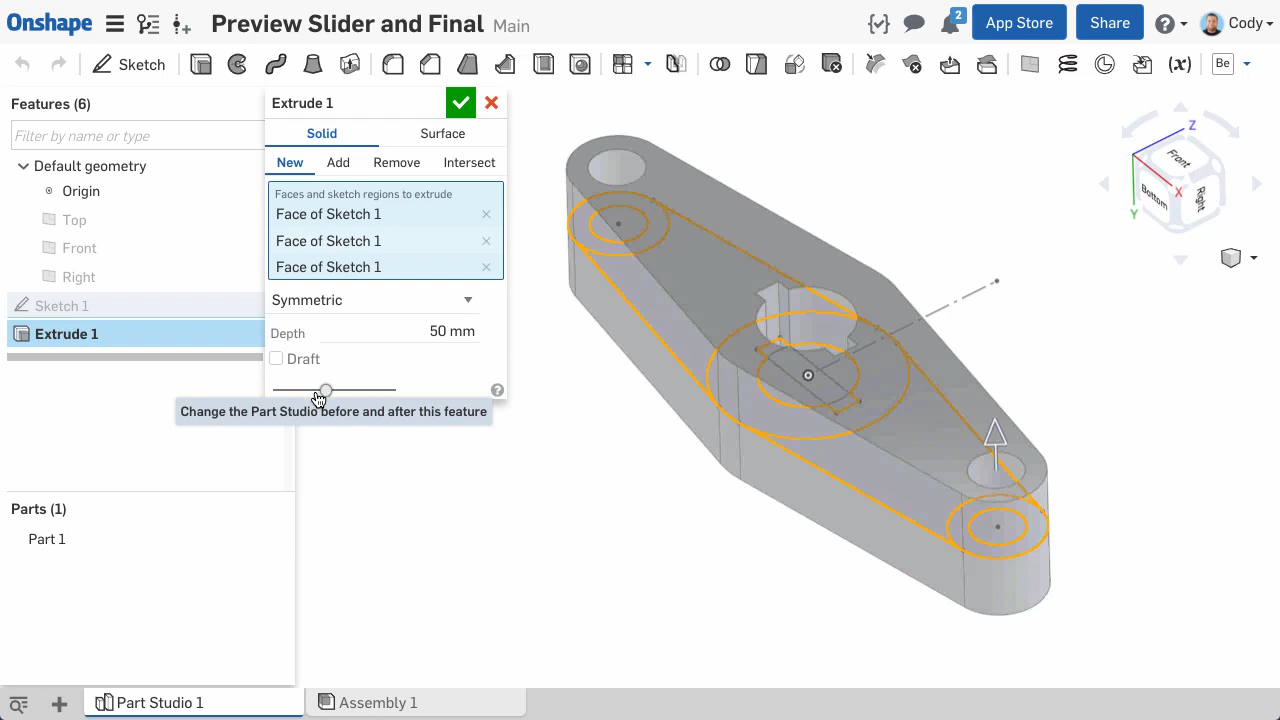 Onshape
Preview Slider and Final Main
2
App Store
Share
Cody
Sketch
(x)
Be
Features (6)
Filter by name or type
Default geometry
Origin
Top
Front
Right
Sketch 1
Extrude 1
Extrude 1
Solid Surface
New Add Remove Intersect
Faces and sketch regions to extrude
Face of Sketch 1
Face of Sketch 1
Face of Sketch 1
Symmetric
Depth 50 mm
Draft
Change the Part Studio before and after this feature
Z
Front
X
Bottom
Right
Y
Parts (1)
Part 1
Part Studio 1
Assembly 1